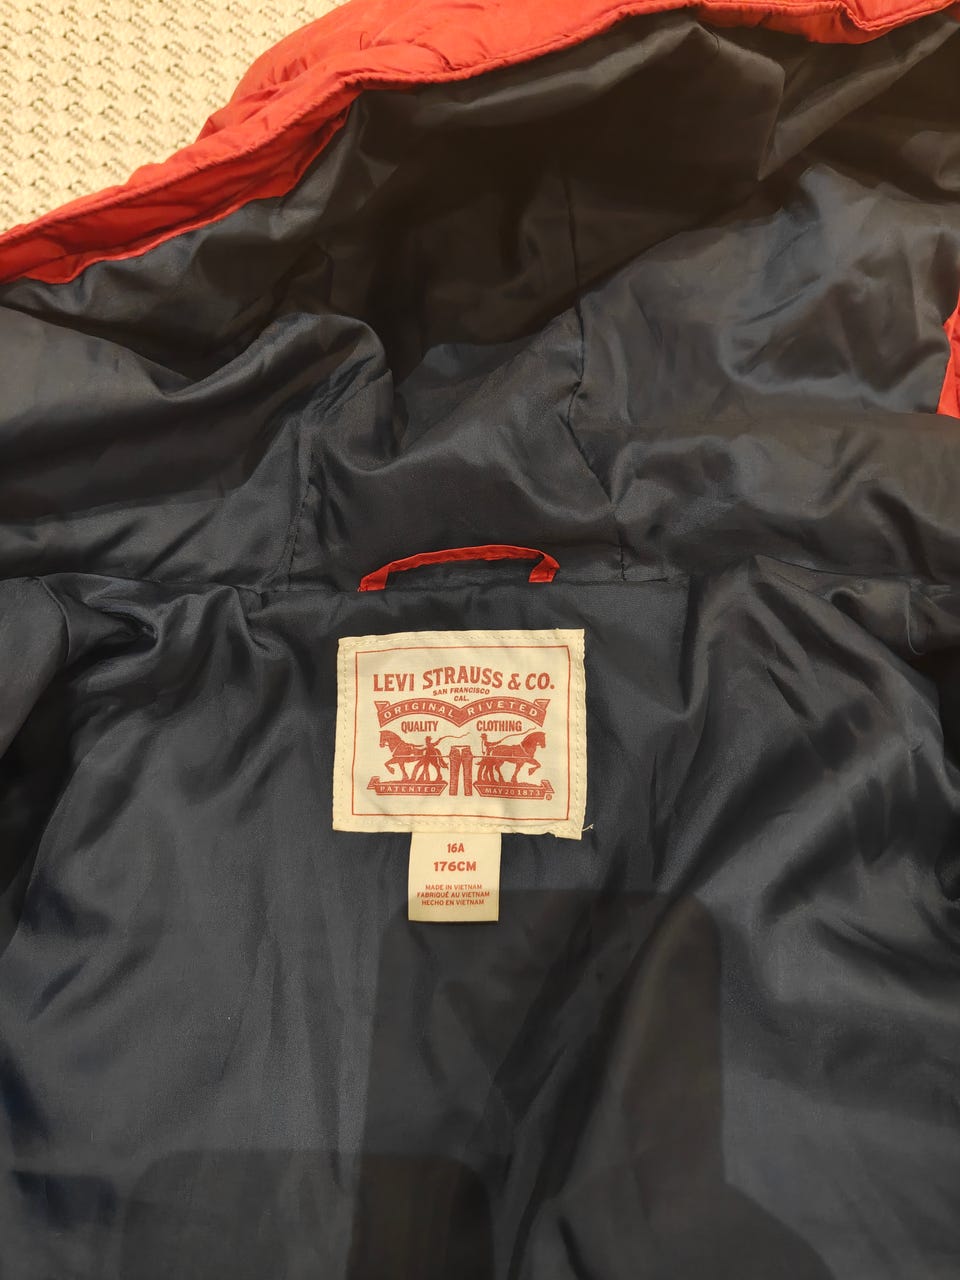 LEVI STRAUSS & CO.
SAN FRANCISCO
CAL.
ORIGINAL RIVETED
QUALITY CLOTHING
PATENTED MAY 20 1873
®
16A
176CM
MADE IN VIETNAM
FABRIQUÉ AU VIETNAM
HECHO EN VIETNAM